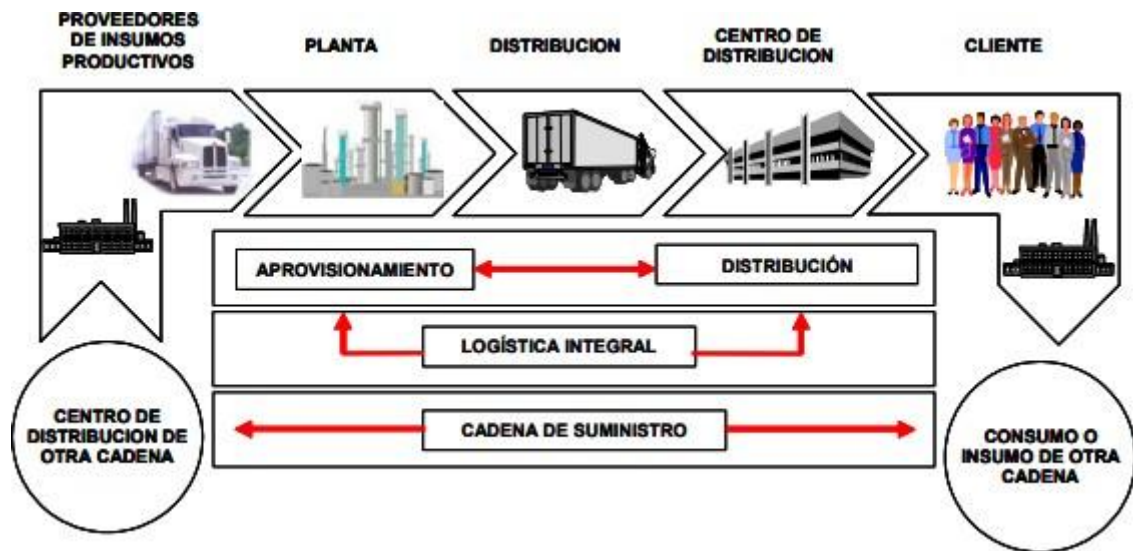 PROVEEDORES
DE INSUMOS
PRODUCTIVOS
PLANTA
DISTRIBUCION
CENTRO DE
DISTRIBUCION
CLIENTE
APROVISIONAMIENTO
DISTRIBUCIÓN
LOGÍSTICA INTEGRAL
CADENA DE SUMINISTRO
CENTRO DE
DISTRIBUCION DE
OTRA CADENA
CONSUMO O
INSUMO DE OTRA
CADENA